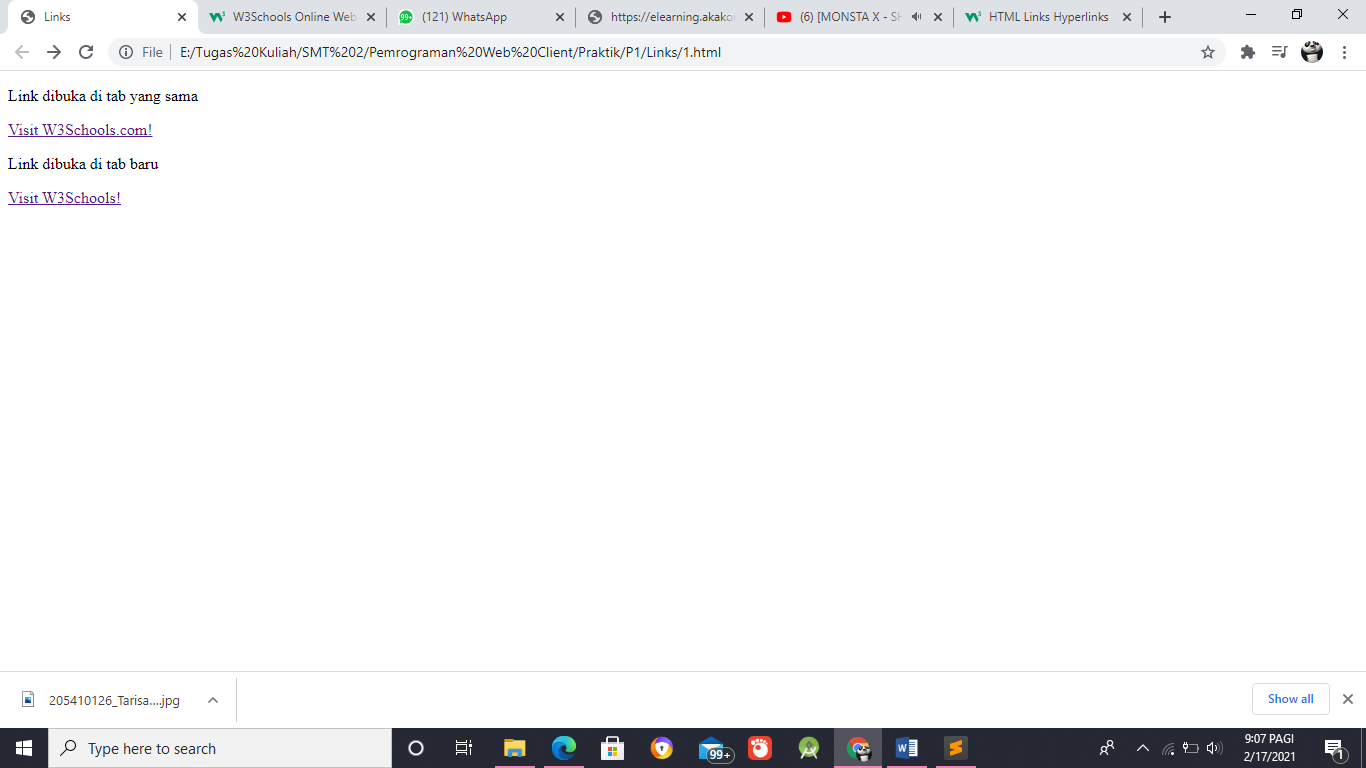 Links
W3Schools Online Web
(121) WhatsApp
https://elearning.akako
(6) [MONSTA X - SH
HTML Links Hyperlinks
File
E:/Tugas%20Kuliah/SMT%202/Pemrograman%20Web%20Client/Praktik/P1/Links/1.html
Link dibuka di tab yang sama
Visit W3Schools.com!
Link dibuka di tab baru
Visit W3Schools!
205410126_Tarisa....jpg
Show all
Type here to search
99+
9:07 PAGI
2/17/2021
1